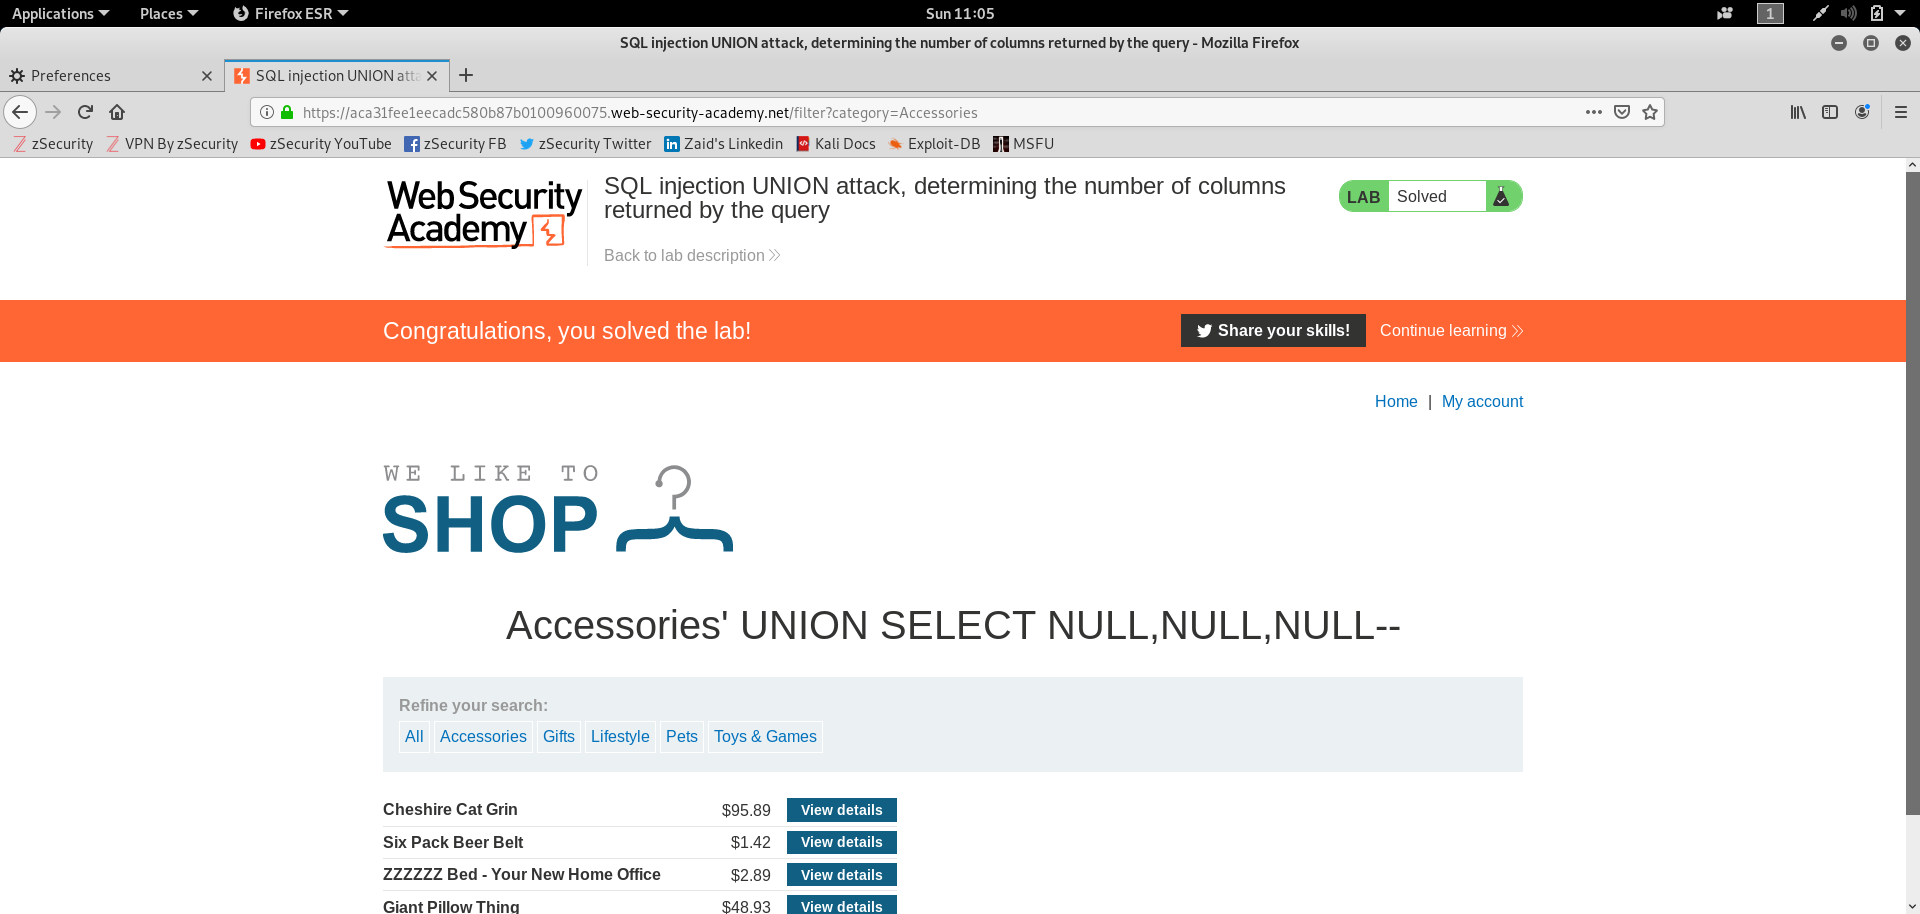 Applications Places Firefox ESR Sun 11:05 1
SQL injection UNION attack, determining the number of columns returned by the query - Mozilla Firefox
Preferences SQL injection UNION atta
https://aca31fee1eecadc580b87b0100960075.web-security-academy.net/filter?category=Accessories
zSecurity VPN By zSecurity zSecurity YouTube zSecurity FB zSecurity Twitter Zaid's Linkedin Kali Docs Exploit-DB MSFU
Web Security
Academy
SQL injection UNION attack, determining the number of columns
returned by the query
LAB Solved
Back to lab description
Congratulations, you solved the lab! Share your skills! Continue learning
Home | My account
WE LIKE TO
SHOP
Accessories' UNION SELECT NULL,NULL,NULL--
Refine your search:
All Accessories Gifts Lifestyle Pets Toys & Games
Cheshire Cat Grin $95.89 View details
Six Pack Beer Belt $1.42 View details
ZZZZZZ Bed - Your New Home Office $2.89 View details
Giant Pillow Thing $48.93 View details